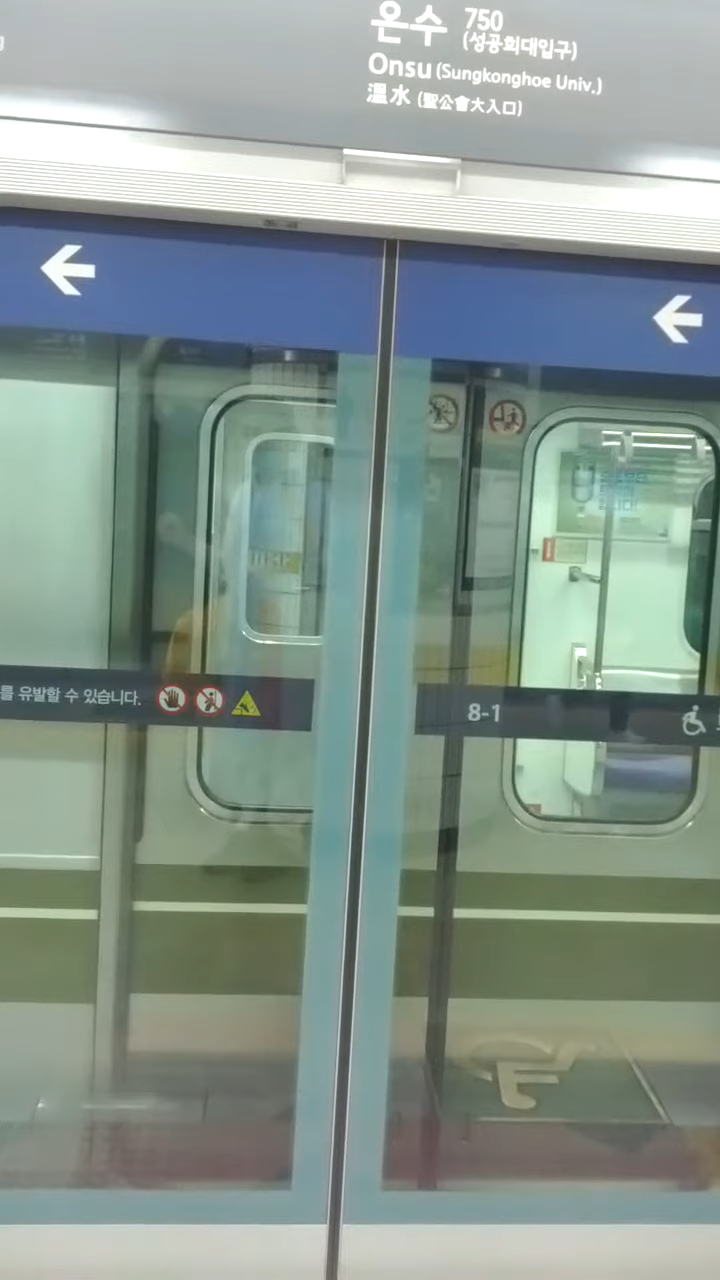 온수 750
(성공회대입구)
Onsu (Sungkonghoe Univ.)
溫水 (聖公會大入口)
를 유발할 수 있습니다.
8-1